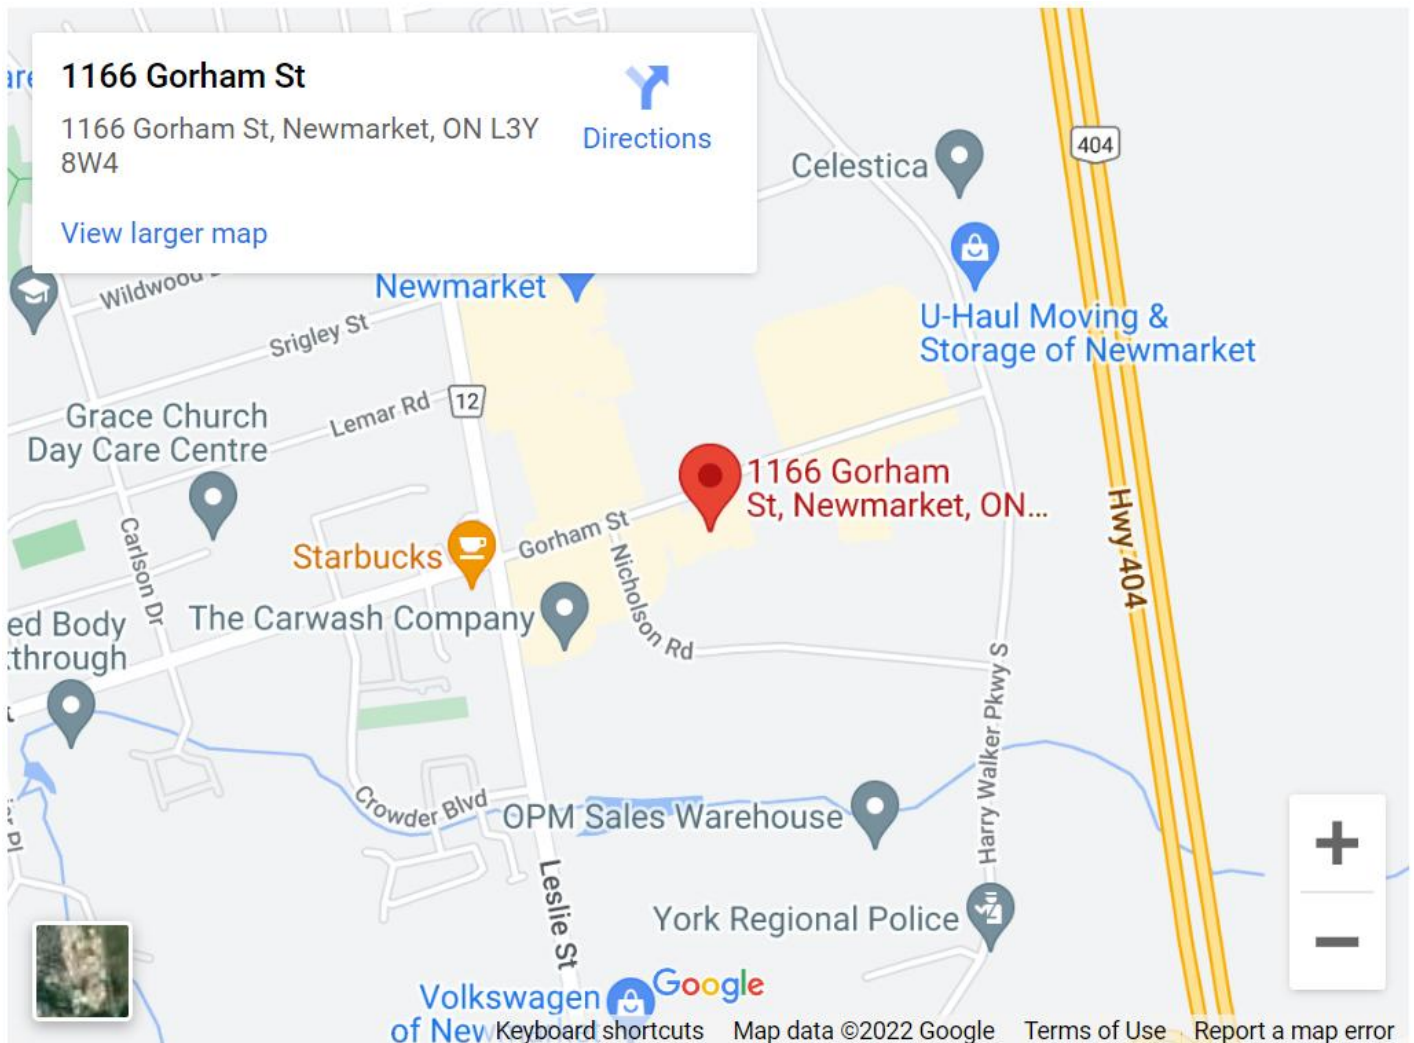 1166 Gorham St
1166 Gorham St, Newmarket, ON L3Y
8W4
Directions
View larger map
404
Celestica
U-Haul Moving &
Storage of Newmarket
Wildwood
Newmarket
Srigley St
12
Lemar Rd
Grace Church
Day Care Centre
1166 Gorham
St, Newmarket, ON...
Hwy 404
Gorham St
Starbucks
Carlson Dr
Nicholson Rd
The Carwash Company
ed Body
kthrough
Harry Walker Pkwy S
Crowder Blvd
OPM Sales Warehouse
Leslie St
York Regional Police
Google
Volkswagen
of New
Keyboard shortcuts
Map data ©2022 Google
Terms of Use
Report a map error